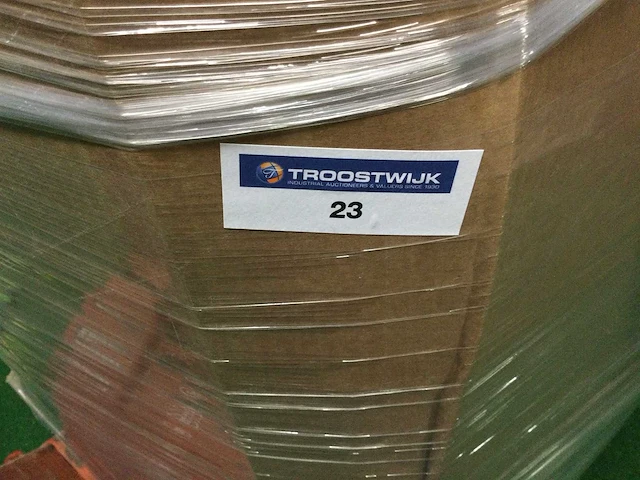 TROOSTWIJK
INDUSTRIAL AUCTIONEERS & VALUERS SINCE 1930
23